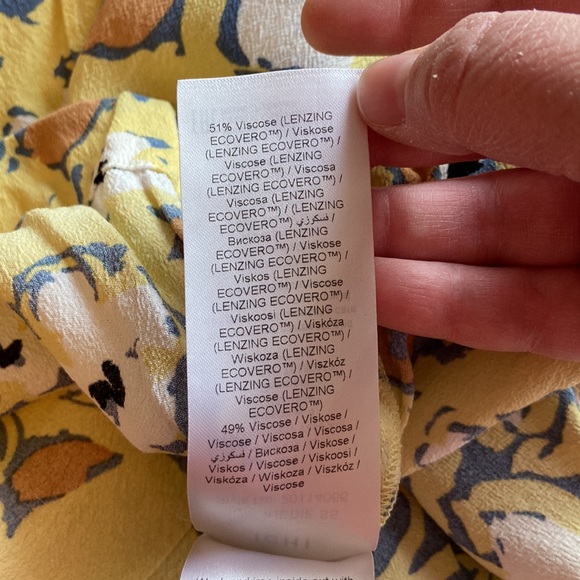 51% Viscose (LENZING
ECOVERO™) / Viskose
(LENZING ECOVERO™) /
Viscose (LENZING
ECOVERO™) / Viscosa
(LENZING ECOVERO™) /
Viscosa (LENZING
ECOVERO™) / (LENZING
ECOVERO™) فسكوزي /
Вискоза (LENZING
ECOVERO™) / Viskose
(LENZING ECOVERO™) /
Viskos (LENZING
ECOVERO™) / Viscose
(LENZING ECOVERO™) /
Viskoosi (LENZING
ECOVERO™) / Viskóza
(LENZING ECOVERO™) /
Wiskoza (LENZING
ECOVERO™) / Viszkóz
(LENZING ECOVERO™) /
Viscose (LENZING
ECOVERO™)
49% Viscose / Viskose /
Viscose / Viscosa / Viscosa /
فسكوزي / Вискоза / Viskose /
Viskos / Viscose / Viskoosi /
Viskóza / Wiskoza / Viszkóz /
Viscose